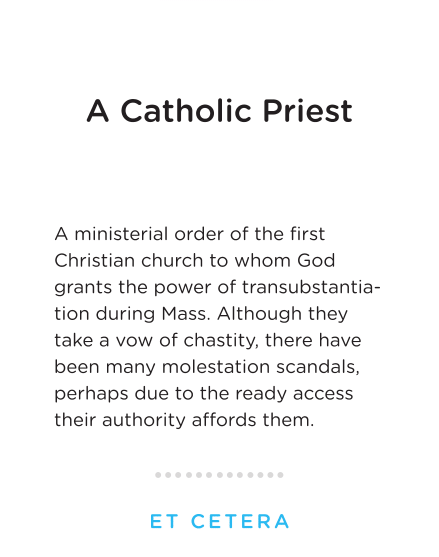 A Catholic Priest
A ministerial order of the first
Christian church to whom God
grants the power of transubstantia-
tion during Mass. Although they
take a vow of chastity, there have
been many molestation scandals,
perhaps due to the ready access
their authority affords them.
ET CETERA